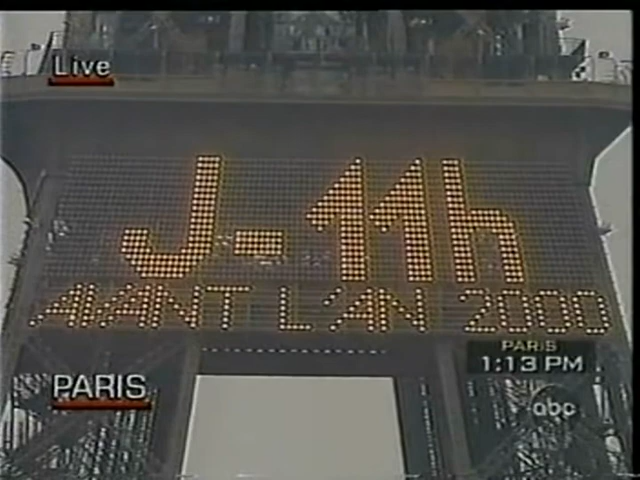 Live
J-11h
AVANT L'AN 2000
PARIS
1:13 PM
PARIS
abc